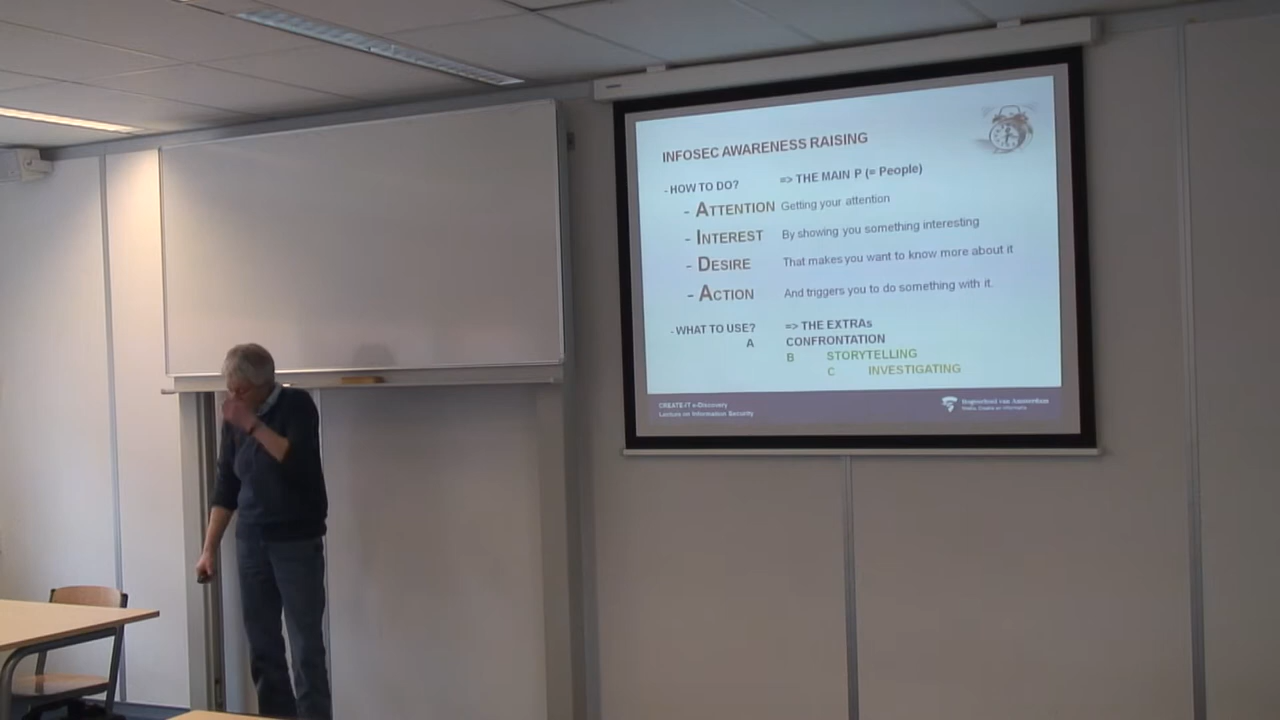 INFOSEC AWARENESS RAISING
- HOW TO DO? => THE MAIN P (= People)
- ATTENTION Getting your attention
- INTEREST By showing you something interesting
- DESIRE That makes you want to know more about it
- ACTION And triggers you to do something with it.
- WHAT TO USE? => THE EXTRAs
A CONFRONTATION
B STORYTELLING
C INVESTIGATING
CREATE-IT e-Discovery
Lecture on Information Security
Hogeschool van Amsterdam